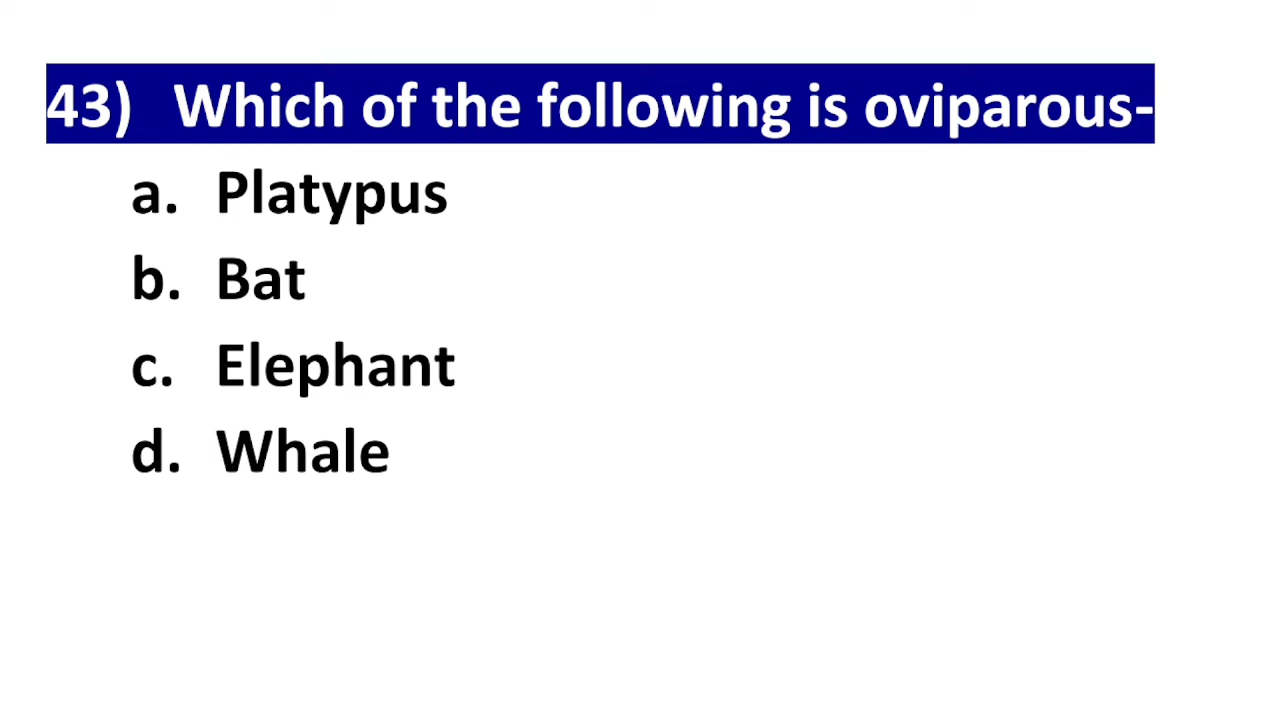 43) Which of the following is oviparous-
a. Platypus
b. Bat
c. Elephant
d. Whale